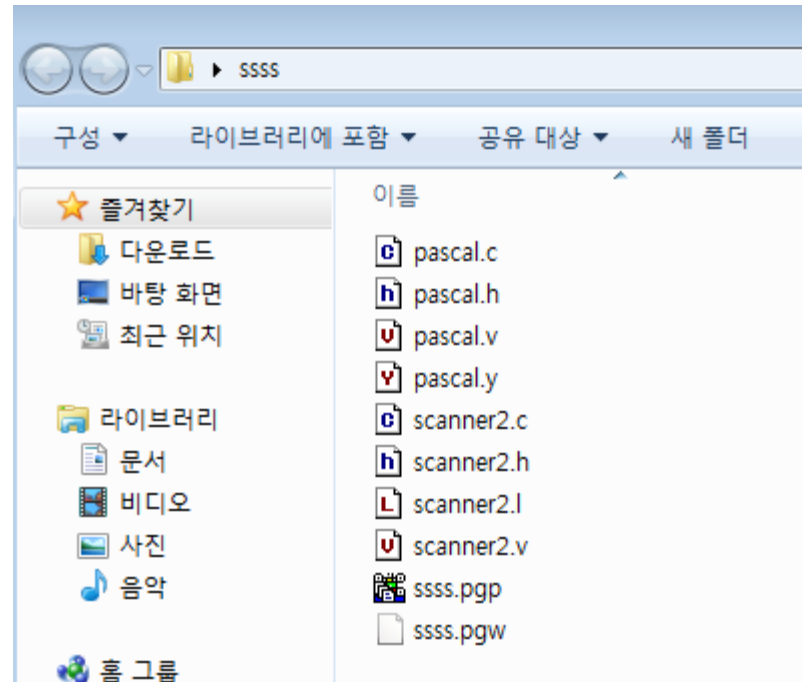 ssss
구성 라이브러리에 포함 공유 대상 새 폴더
즐겨찾기
다운로드
바탕 화면
최근 위치
라이브러리
문서
비디오
사진
음악
홈 그룹
이름
pascal.c
pascal.h
pascal.v
pascal.y
scanner2.c
scanner2.h
scanner2.l
scanner2.v
ssss.pgp
ssss.pgw